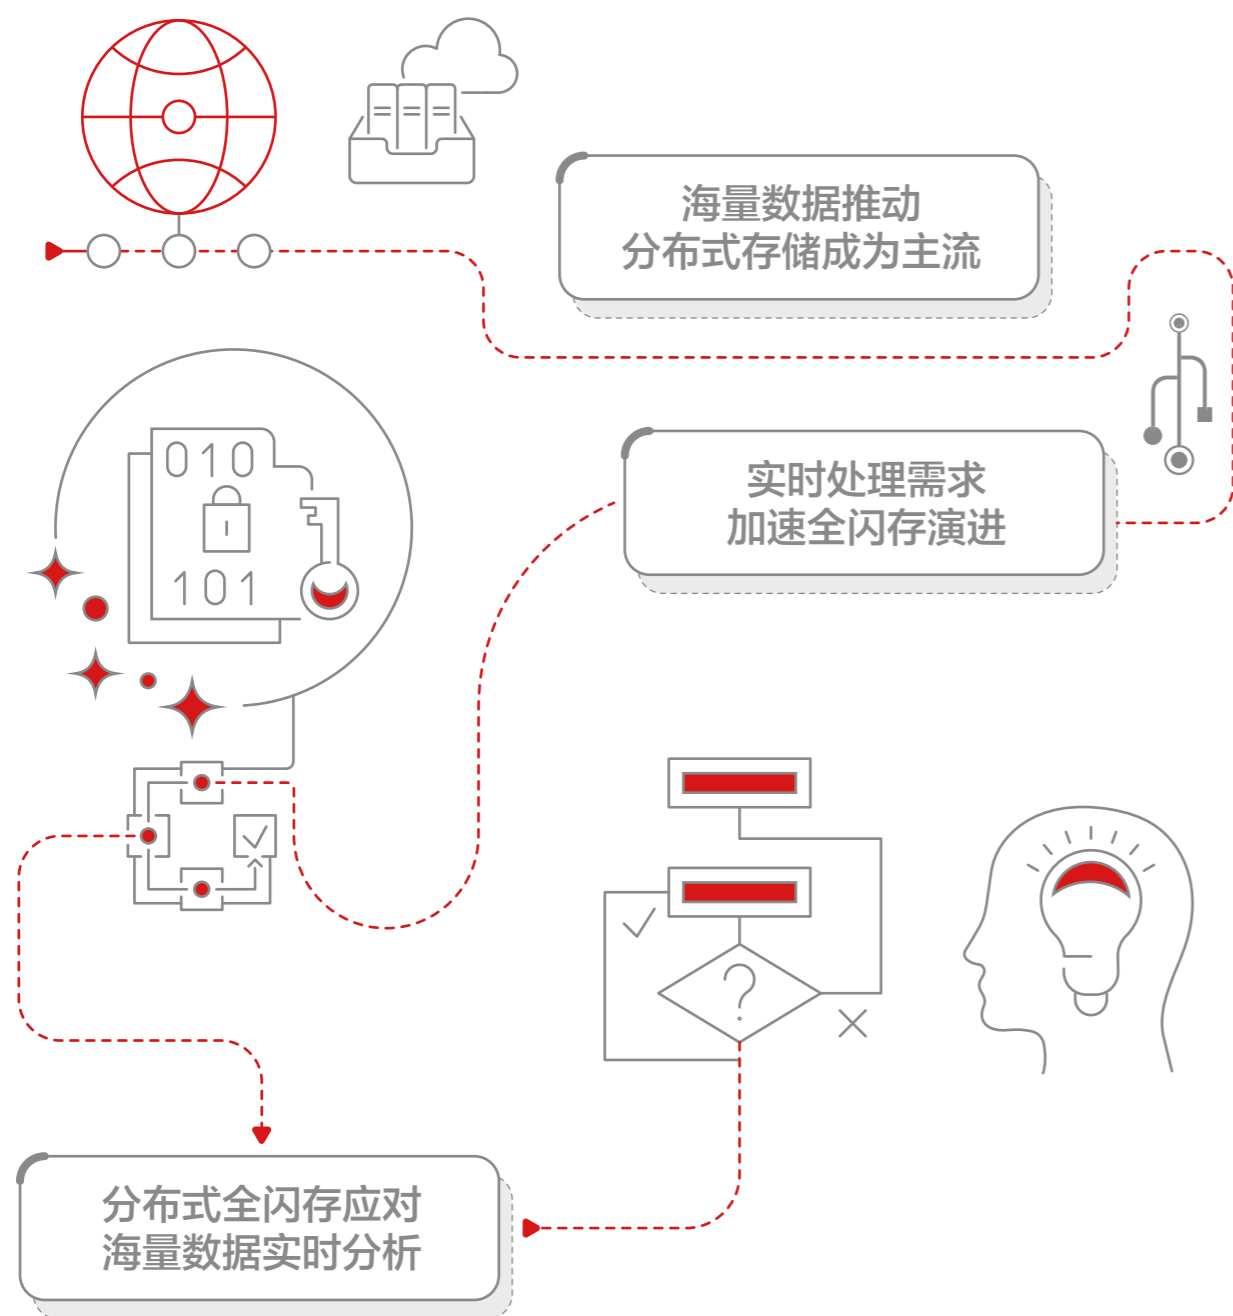 海量数据推动
分布式存储成为主流
010
101
实时处理需求
加速全闪存演进
?
分布式全闪存应对
海量数据实时分析